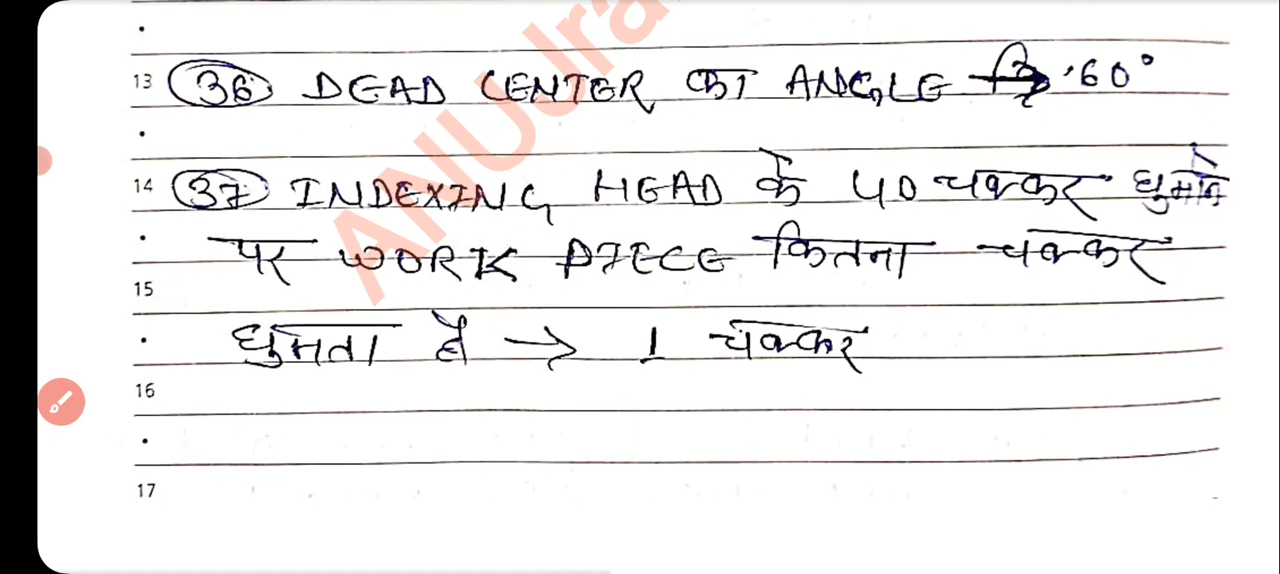 13 36 DEAD CENTER का ANGLE → 60°
14 37 INDEXING HEAD के 40 चक्कर घुमाने
पर WORK PIECE कितना चक्कर
15
घुमता है → 1 चक्कर
16
17
ANUJra